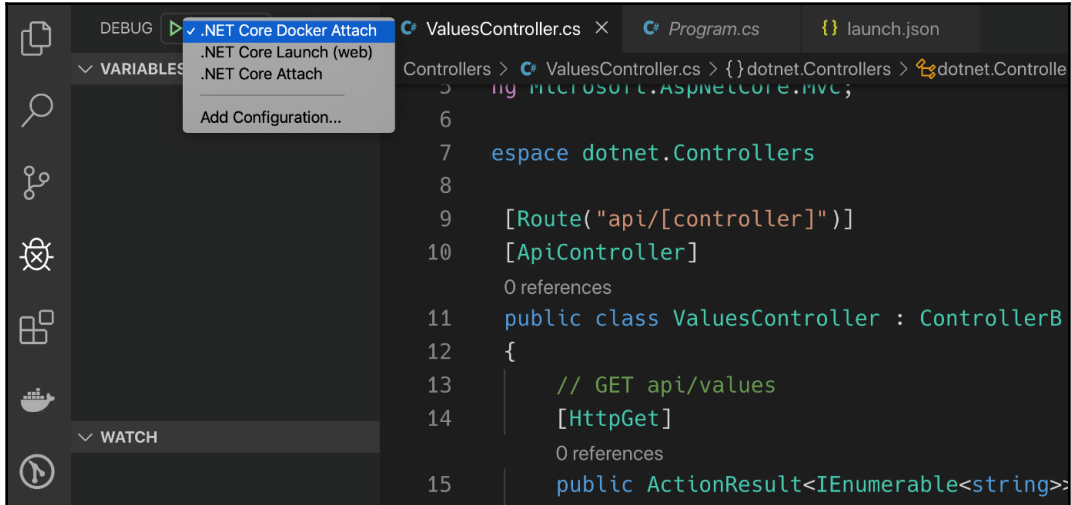 DEBUG
.NET Core Docker Attach
.NET Core Launch (web)
.NET Core Attach
Add Configuration...
VARIABLES
WATCH
ValuesController.cs
Program.cs
{} launch.json
Controllers > ValuesController.cs > {} dotnet.Controllers > dotnet.Controlle
5 ng Microsoft.AspNetCore.Mvc;
6
7 espace dotnet.Controllers
8
9 [Route("api/[controller]")]
10 [ApiController]
0 references
11 public class ValuesController : ControllerB
12 {
13 // GET api/values
14 [HttpGet]
0 references
15 public ActionResult<IEnumerable<string>>